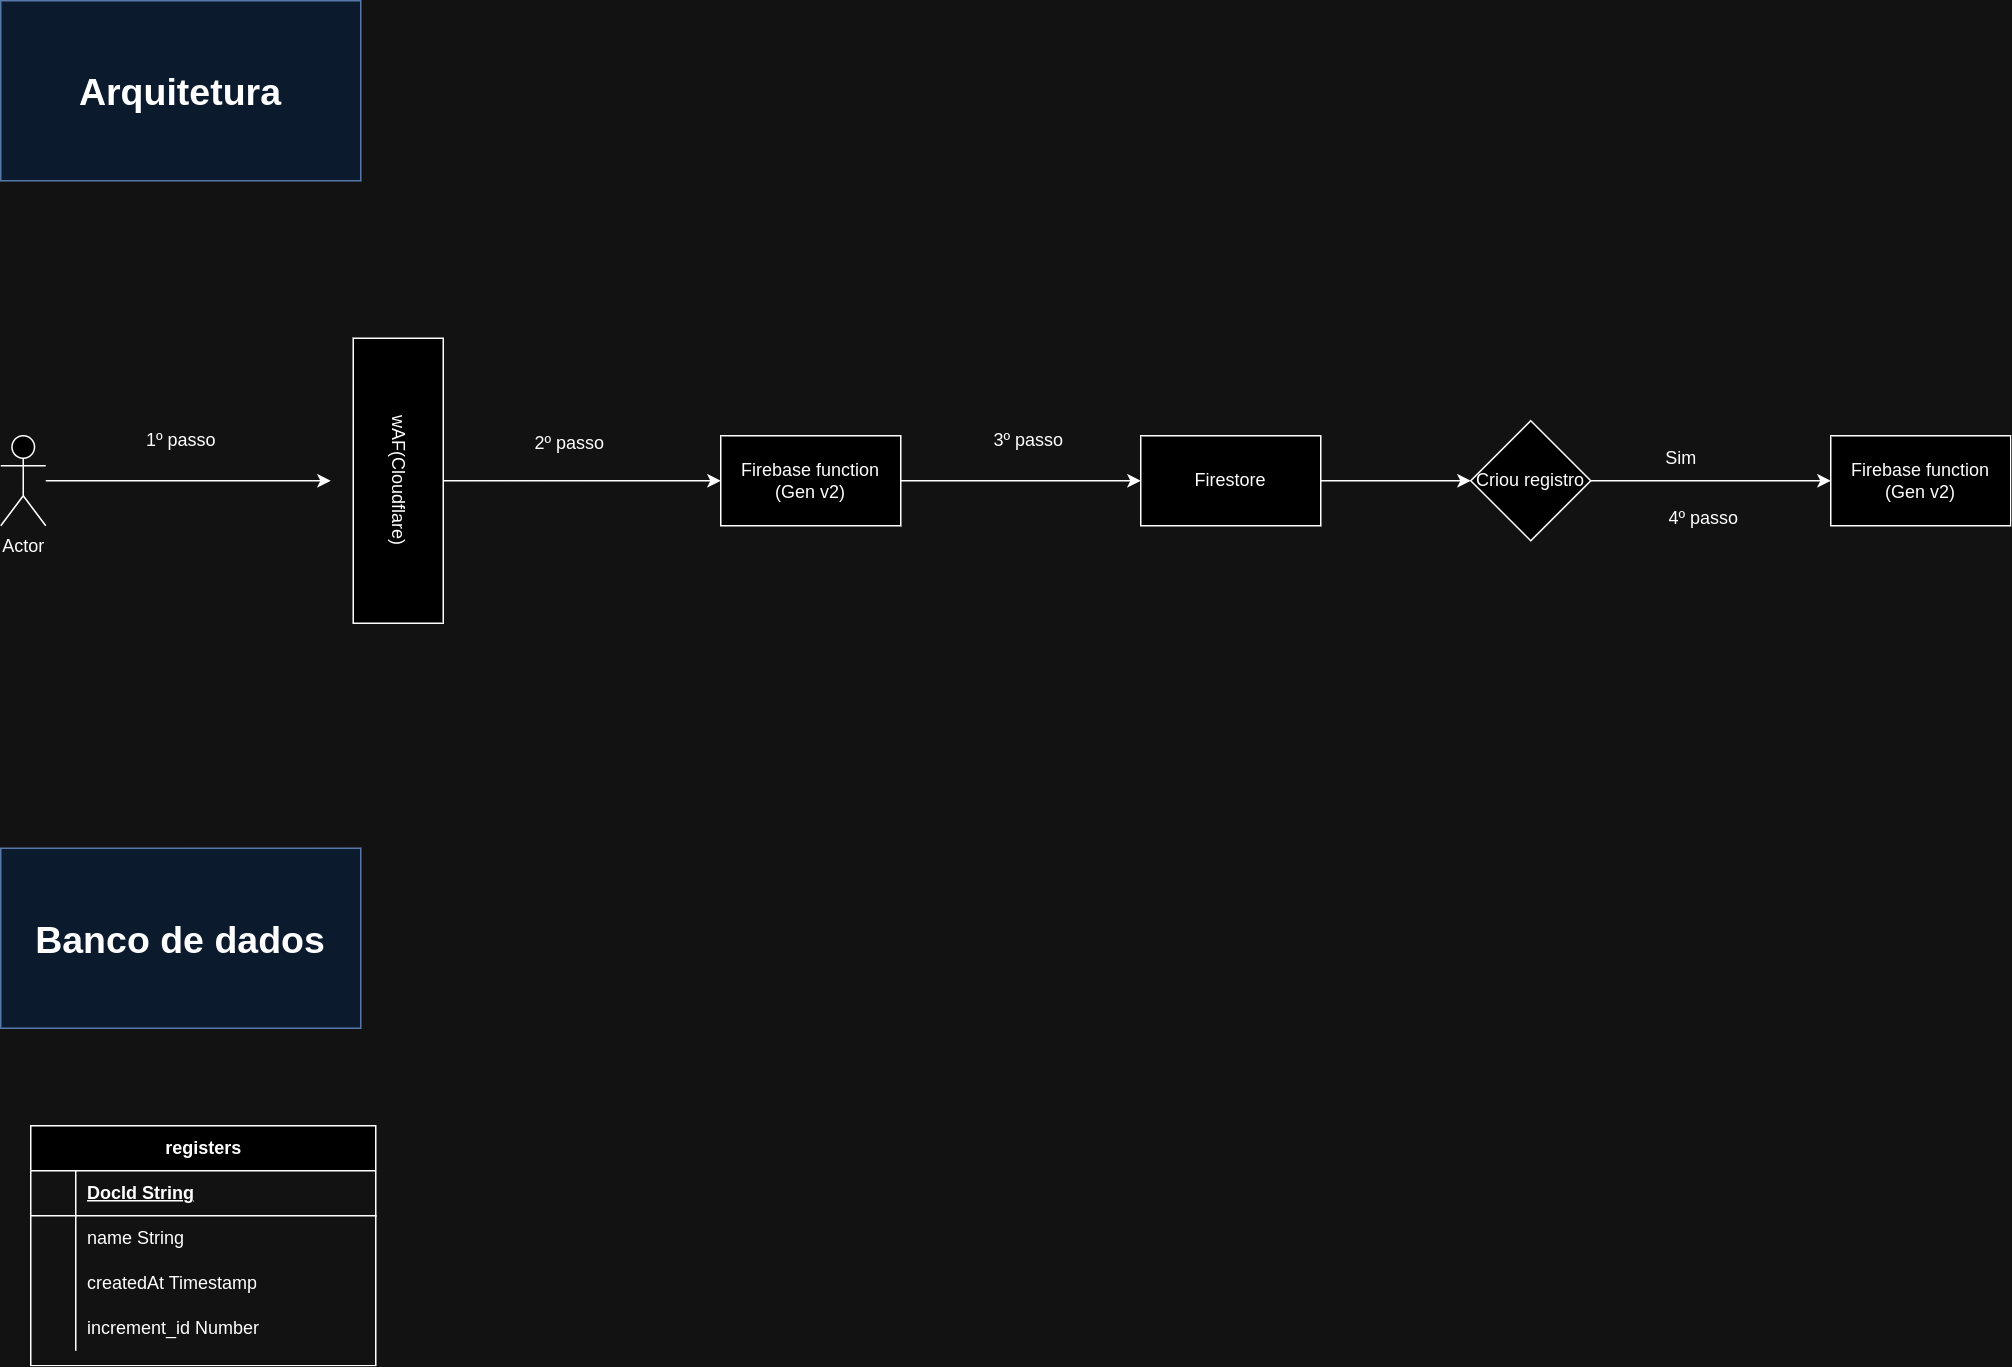 Arquitetura
1º passo
Actor
wAF(Cloudflare)
2º passo
Firebase function
(Gen v2)
3º passo
Firestore
Criou registro
Sim
4º passo
Firebase function
(Gen v2)
Banco de dados
registers
DocId String
name String
createdAt Timestamp
increment_id Number